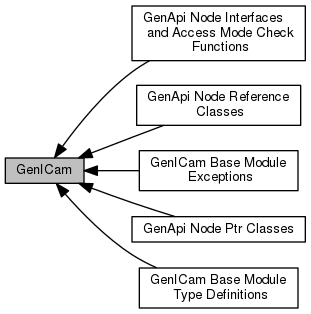 GenApi Node Interfaces
and Access Mode Check
Functions
GenApi Node Reference
Classes
GenICam
GenICam Base Module
Exceptions
GenApi Node Ptr Classes
GenICam Base Module
Type Definitions